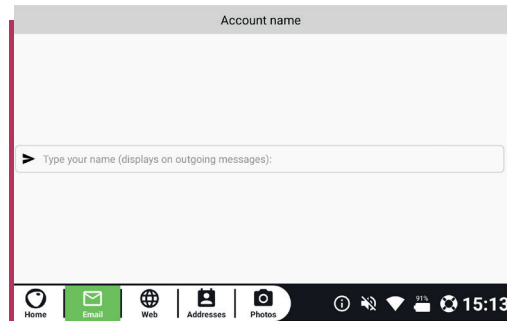 Account name
Type your name (displays on outgoing messages):
Home Email Web Addresses Photos 91% 15:13